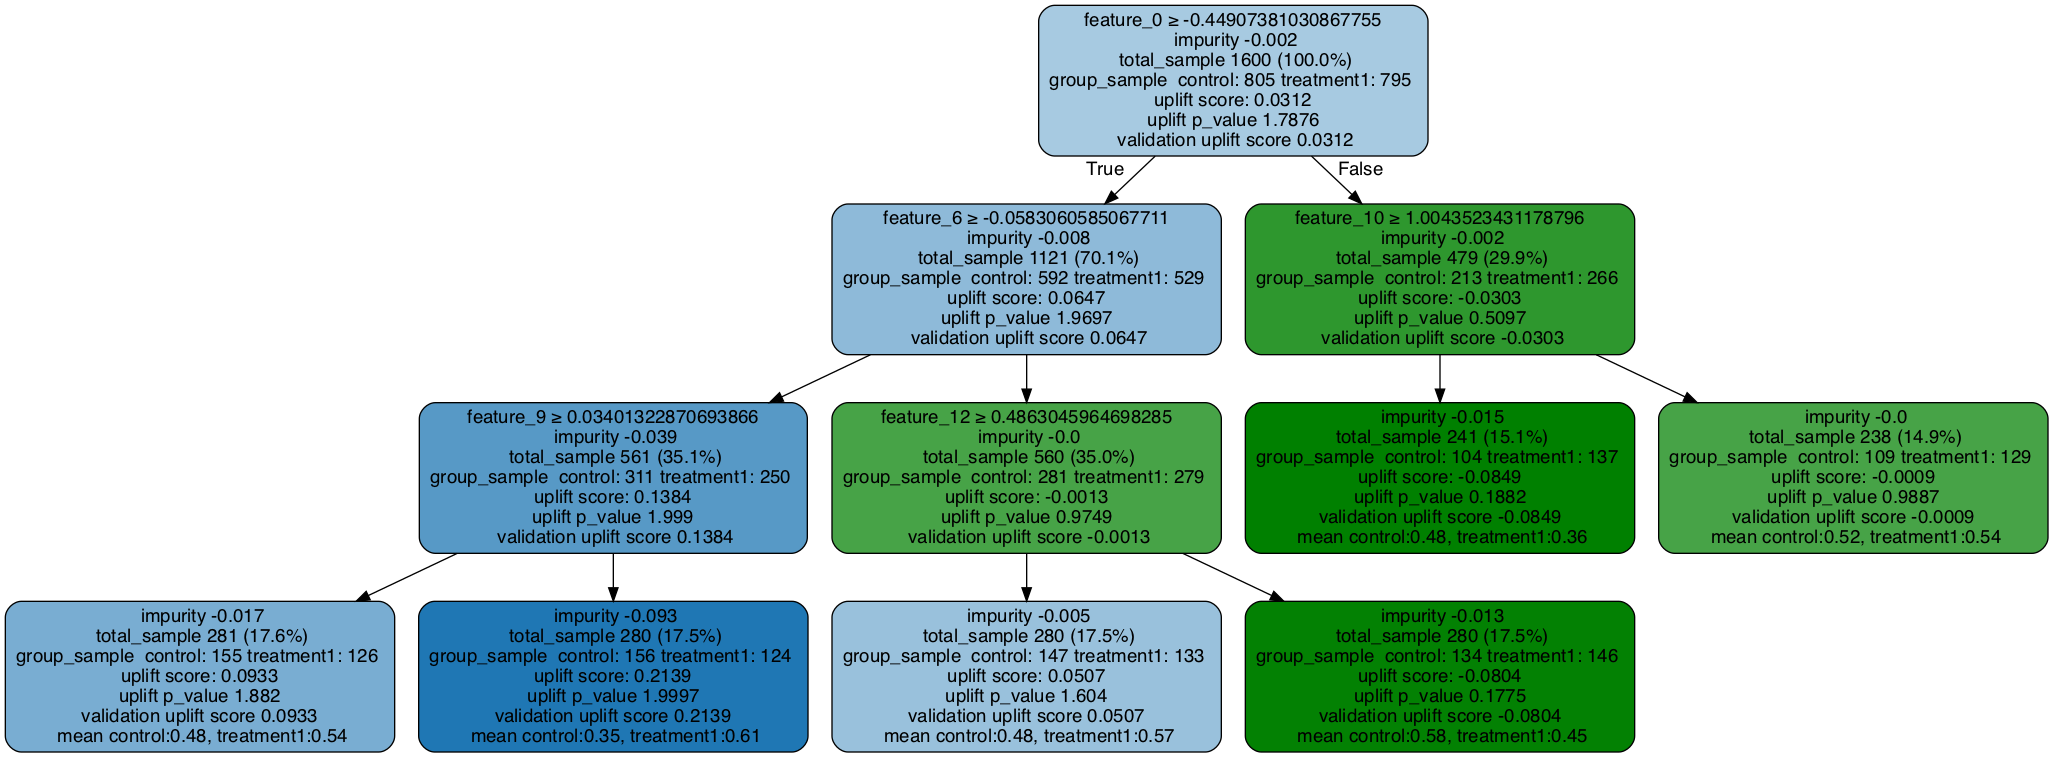 feature_0 ≥ -0.44907381030867755
impurity -0.002
total_sample 1600 (100.0%)
group_sample  control: 805 treatment1: 795
uplift score: 0.0312
uplift p_value 1.7876
validation uplift score 0.0312
True
False
feature_6 ≥ -0.0583060585067711
impurity -0.008
total_sample 1121 (70.1%)
group_sample  control: 592 treatment1: 529
uplift score: 0.0647
uplift p_value 1.9697
validation uplift score 0.0647
feature_10 ≥ 1.0043523431178796
impurity -0.002
total_sample 479 (29.9%)
group_sample  control: 213 treatment1: 266
uplift score: -0.0303
uplift p_value 0.5097
validation uplift score -0.0303
feature_9 ≥ 0.03401322870693866
impurity -0.039
total_sample 561 (35.1%)
group_sample  control: 311 treatment1: 250
uplift score: 0.1384
uplift p_value 1.999
validation uplift score 0.1384
feature_12 ≥ 0.4863045964698285
impurity -0.0
total_sample 560 (35.0%)
group_sample  control: 281 treatment1: 279
uplift score: -0.0013
uplift p_value 0.9749
validation uplift score -0.0013
impurity -0.015
total_sample 241 (15.1%)
group_sample  control: 104 treatment1: 137
uplift score: -0.0849
uplift p_value 0.1882
validation uplift score -0.0849
mean control:0.48, treatment1:0.36
impurity -0.0
total_sample 238 (14.9%)
group_sample  control: 109 treatment1: 129
uplift score: -0.0009
uplift p_value 0.9887
validation uplift score -0.0009
mean control:0.52, treatment1:0.54
impurity -0.017
total_sample 281 (17.6%)
group_sample  control: 155 treatment1: 126
uplift score: 0.0933
uplift p_value 1.882
validation uplift score 0.0933
mean control:0.48, treatment1:0.54
impurity -0.093
total_sample 280 (17.5%)
group_sample  control: 156 treatment1: 124
uplift score: 0.2139
uplift p_value 1.9997
validation uplift score 0.2139
mean control:0.35, treatment1:0.61
impurity -0.005
total_sample 280 (17.5%)
group_sample  control: 147 treatment1: 133
uplift score: 0.0507
uplift p_value 1.604
validation uplift score 0.0507
mean control:0.48, treatment1:0.57
impurity -0.013
total_sample 280 (17.5%)
group_sample  control: 134 treatment1: 146
uplift score: -0.0804
uplift p_value 0.1775
validation uplift score -0.0804
mean control:0.58, treatment1:0.45